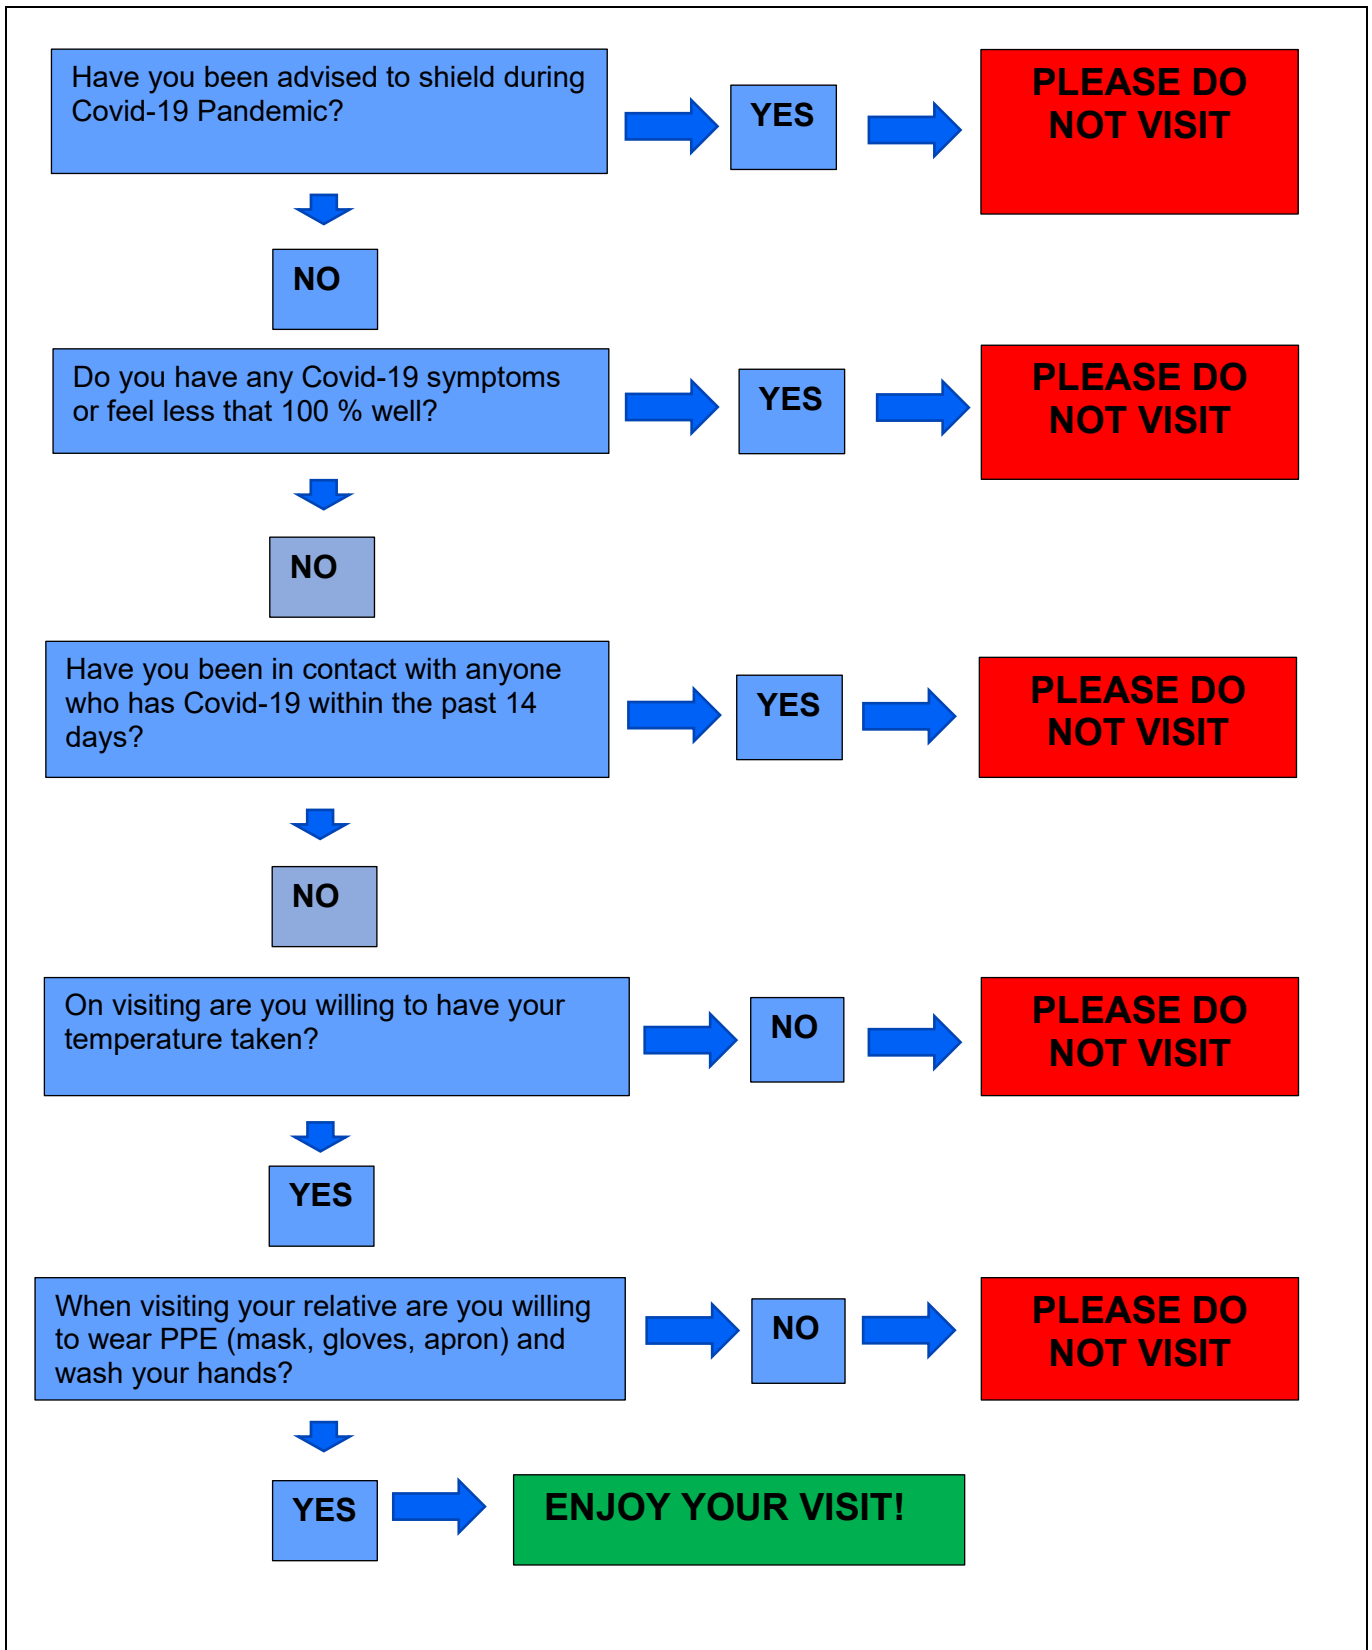 Have you been advised to shield during
Covid-19 Pandemic?
YES
PLEASE DO
NOT VISIT
NO
Do you have any Covid-19 symptoms
or feel less that 100 % well?
YES
PLEASE DO
NOT VISIT
NO
Have you been in contact with anyone
who has Covid-19 within the past 14
days?
YES
PLEASE DO
NOT VISIT
NO
On visiting are you willing to have your
temperature taken?
NO
PLEASE DO
NOT VISIT
YES
When visiting your relative are you willing
to wear PPE (mask, gloves, apron) and
wash your hands?
NO
PLEASE DO
NOT VISIT
YES
ENJOY YOUR VISIT!